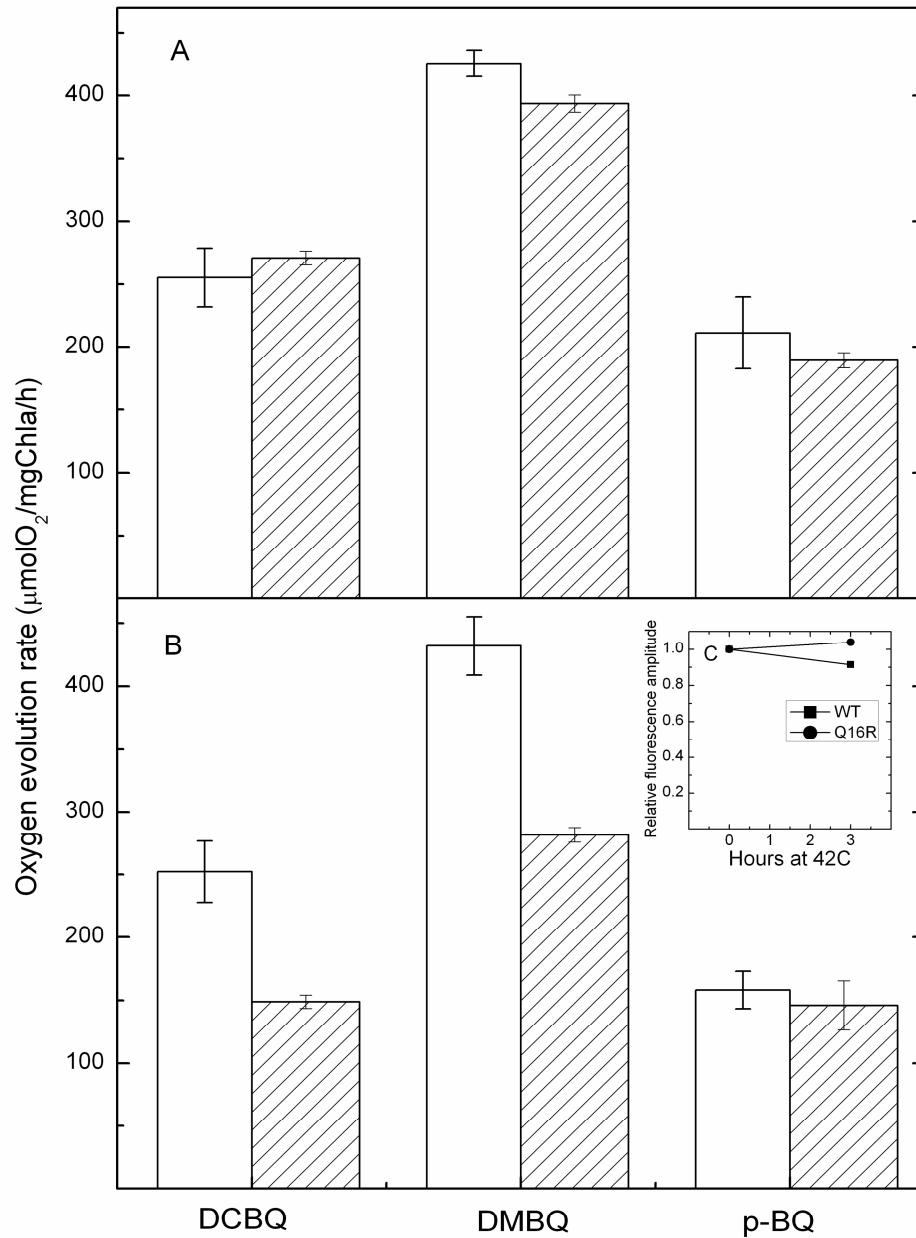 A
400
300
200
100
Oxygen evolution rate (μmolO₂/mgChla/h)
B
400
300
200
100
C
Relative fluorescence amplitude
1.0
0.8
0.6
0.4
0.2
WT
Q16R
0 1 2 3
Hours at 42C
DCBQ DMBQ p-BQ